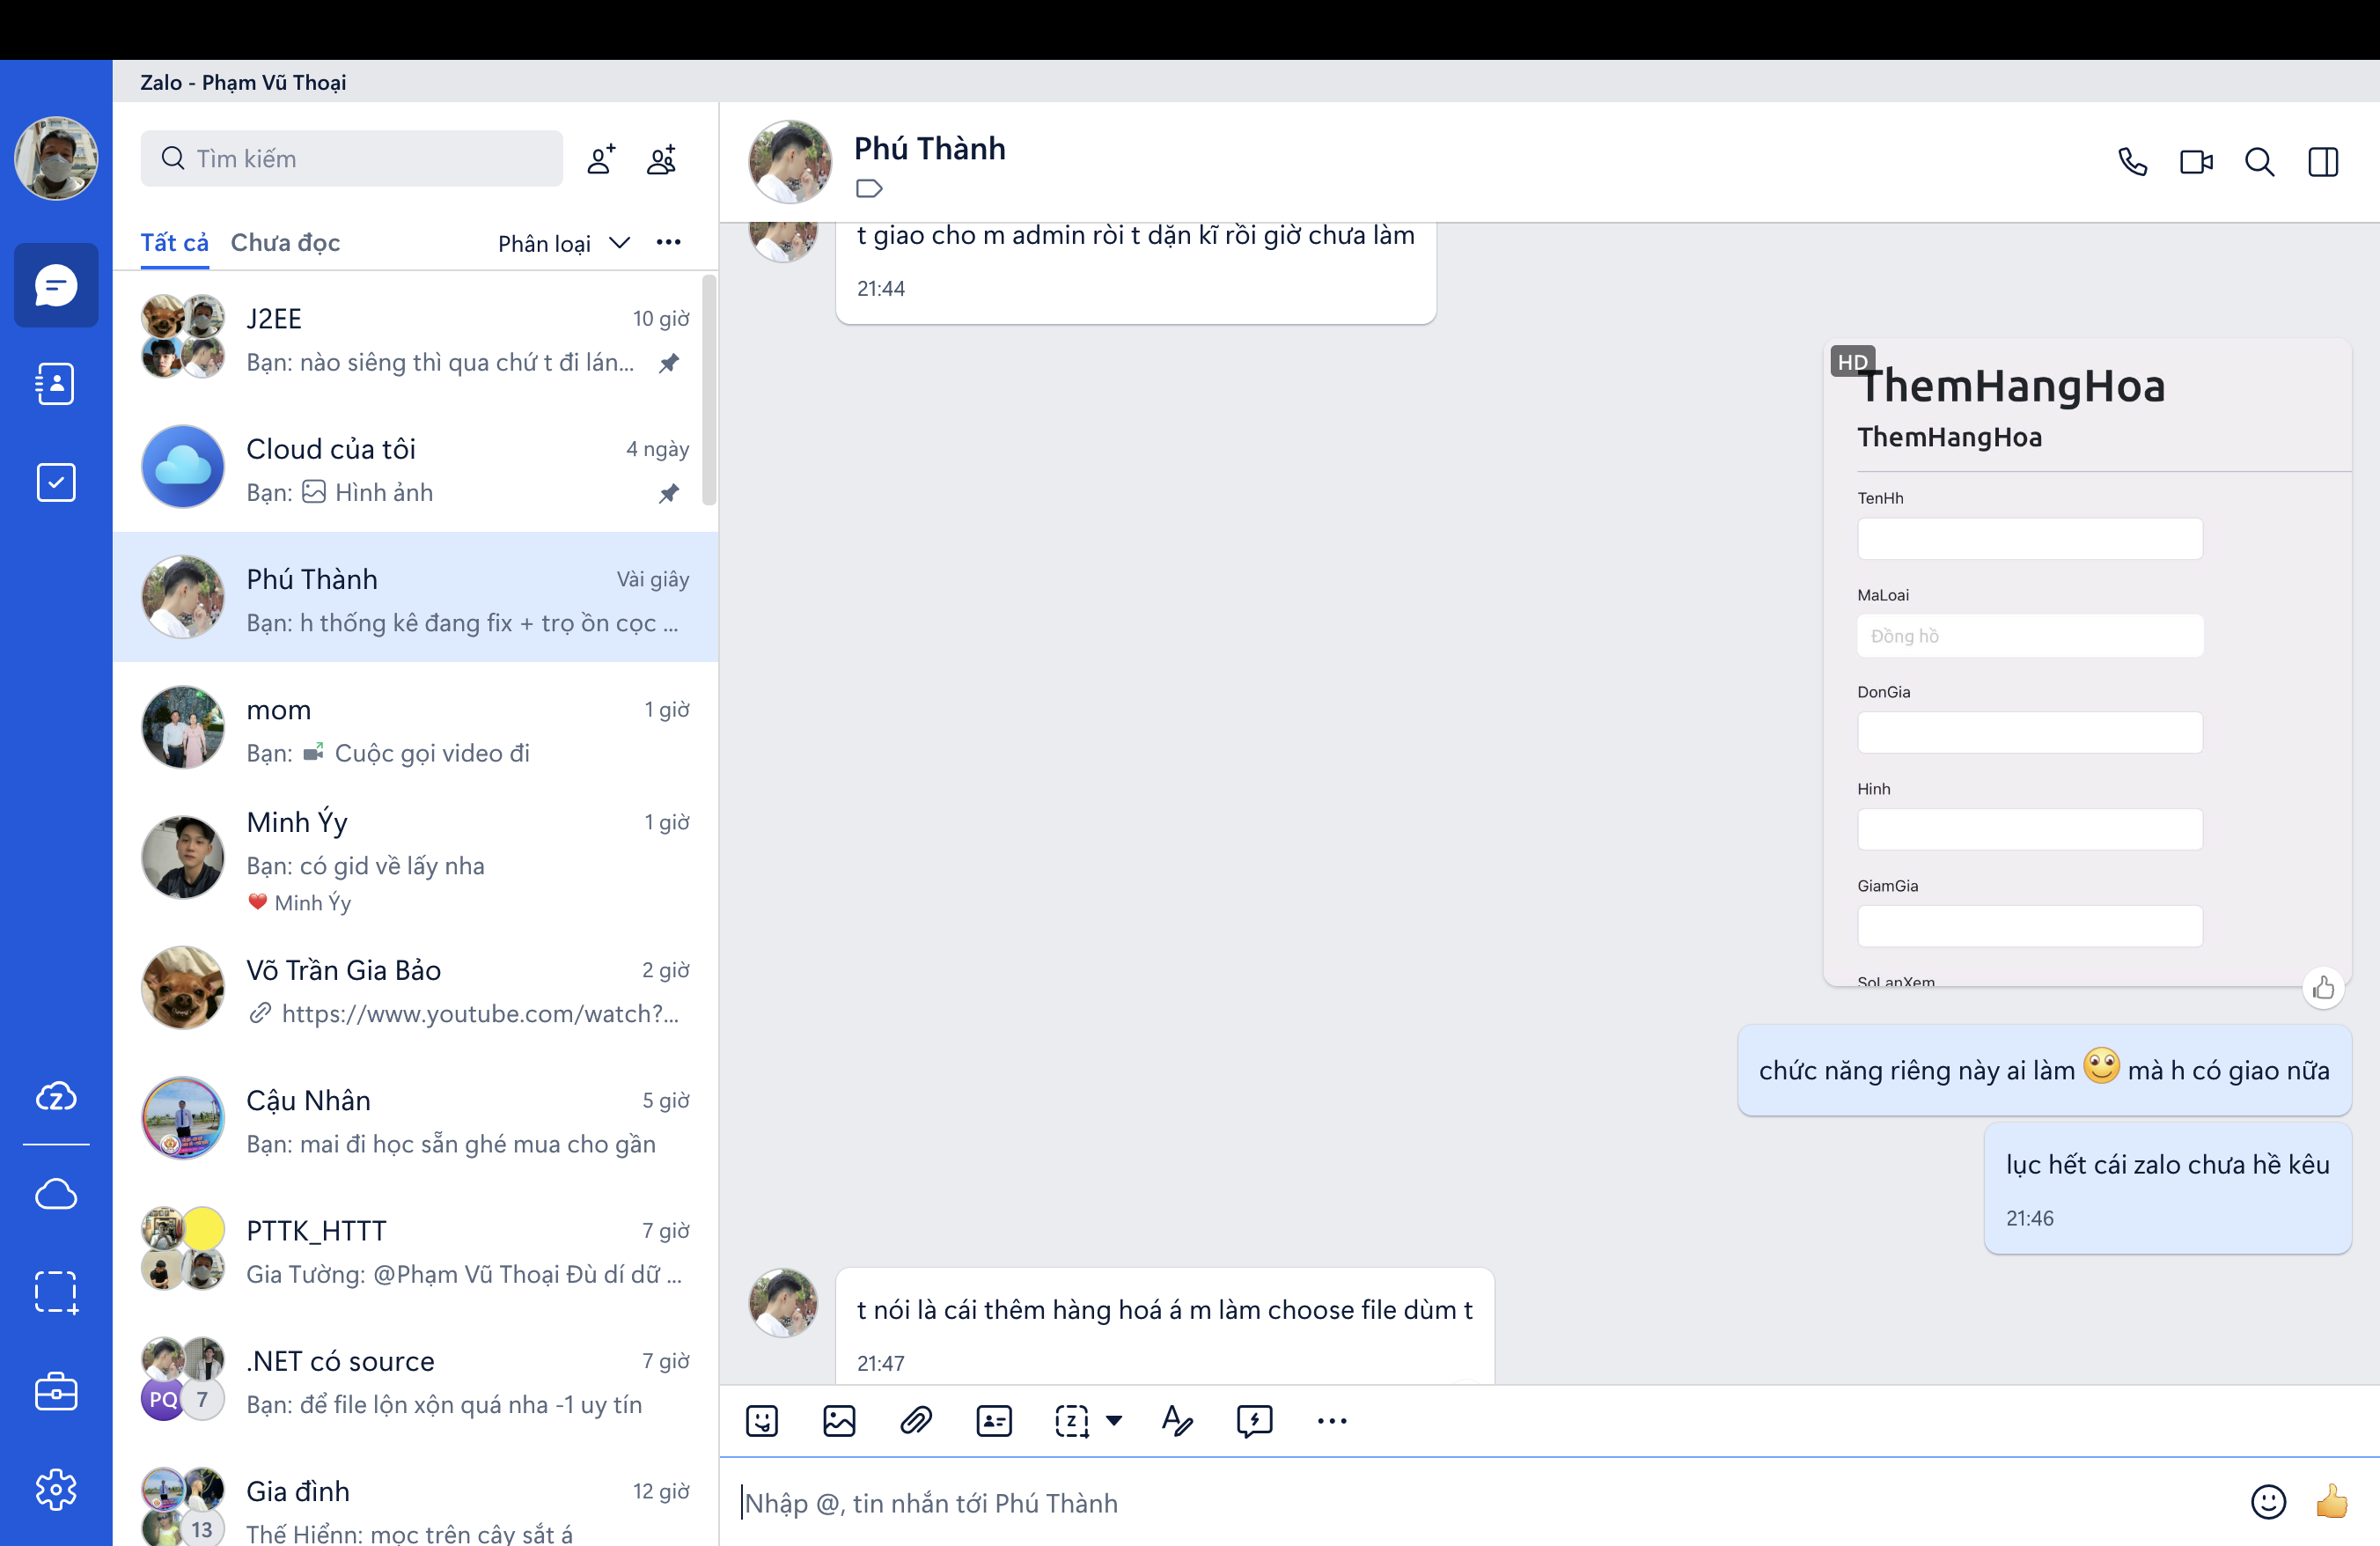 Zalo - Phạm Vũ Thoại
Tìm kiếm
Tất cả
Chưa đọc
Phân loại
J2EE
10 giờ
Bạn: nào siêng thì qua chứ t đi lán...
Cloud của tôi
4 ngày
Bạn: Hình ảnh
Phú Thành
Vài giây
Bạn: h thống kê đang fix + trọ ồn cọc ...
mom
1 giờ
Bạn: Cuộc gọi video đi
Minh Ýy
1 giờ
Bạn: có gid về lấy nha
Minh Ýy
Võ Trần Gia Bảo
2 giờ
https://www.youtube.com/watch?...
Cậu Nhân
5 giờ
Bạn: mai đi học sẵn ghé mua cho gần
PTTK_HTTT
7 giờ
Gia Tường: @Phạm Vũ Thoại Đù dí dữ ...
.NET có source
7 giờ
PQ
7
Bạn: để file lộn xộn quá nha -1 uy tín
Gia đình
12 giờ
13
Thế Hiểnn: mọc trên cây sắt á
Phú Thành
t giao cho m admin ròi t dặn kĩ rồi giờ chưa làm
21:44
HD
ThemHangHoa
ThemHangHoa
TenHh
MaLoai
Đồng hồ
DonGia
Hinh
GiamGia
SoLanXem
chức năng riêng này ai làm 🙄 mà h có giao nữa
lục hết cái zalo chưa hề kêu
21:46
t nói là cái thêm hàng hoá á m làm choose file dùm t
21:47
Nhập @, tin nhắn tới Phú Thành